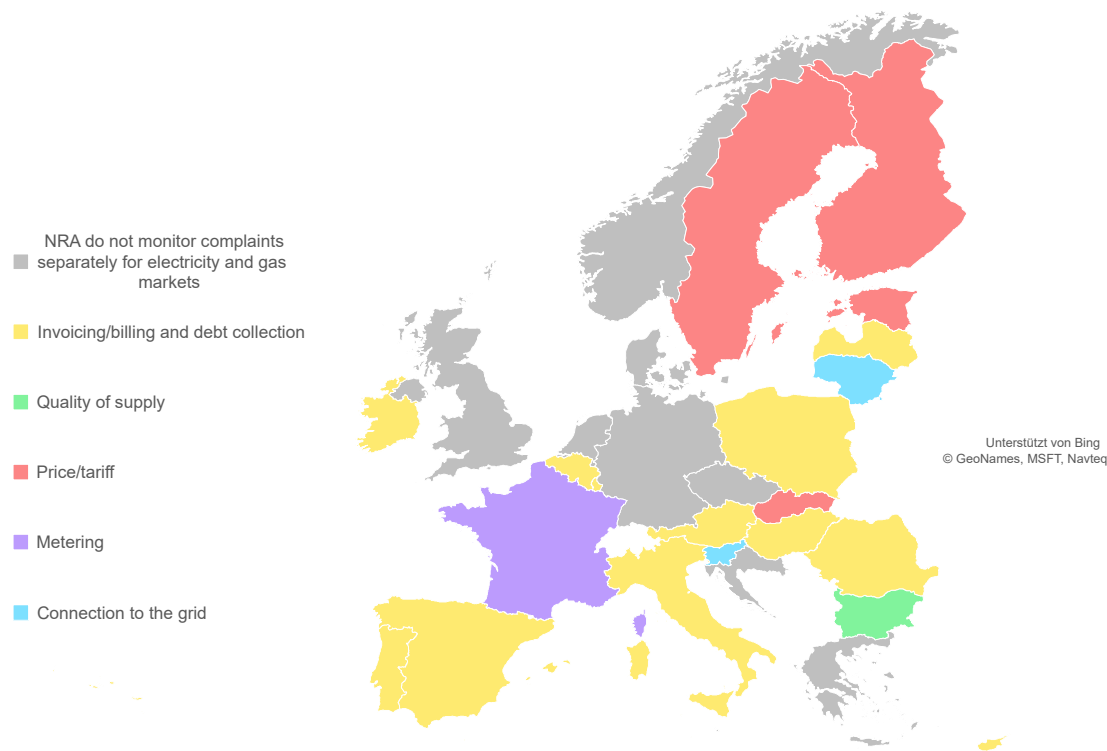 NRA do not monitor complaints
separately for electricity and gas
markets
Invoicing/billing and debt collection
Quality of supply
Price/tariff
Metering
Connection to the grid
Unterstützt von Bing
© GeoNames, MSFT, Navteq